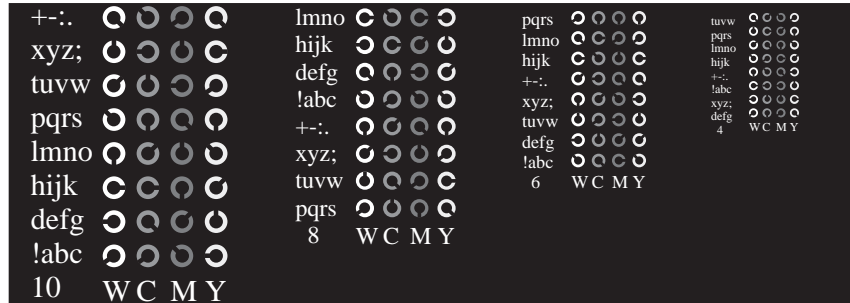 +-:.
xyz;
tuvw
pqrs
lmno
hijk
defg
!abc
10 W C M Y
lmno
hijk
defg
!abc
+-:.
xyz;
tuvw
pqrs
8 W C M Y
pqrs
lmno
hijk
+-:.
xyz;
tuvw
defg
!abc
6 W C M Y
tuvw
pqrs
lmno
hijk
+-:.
!abc
xyz;
defg
4 W C M Y